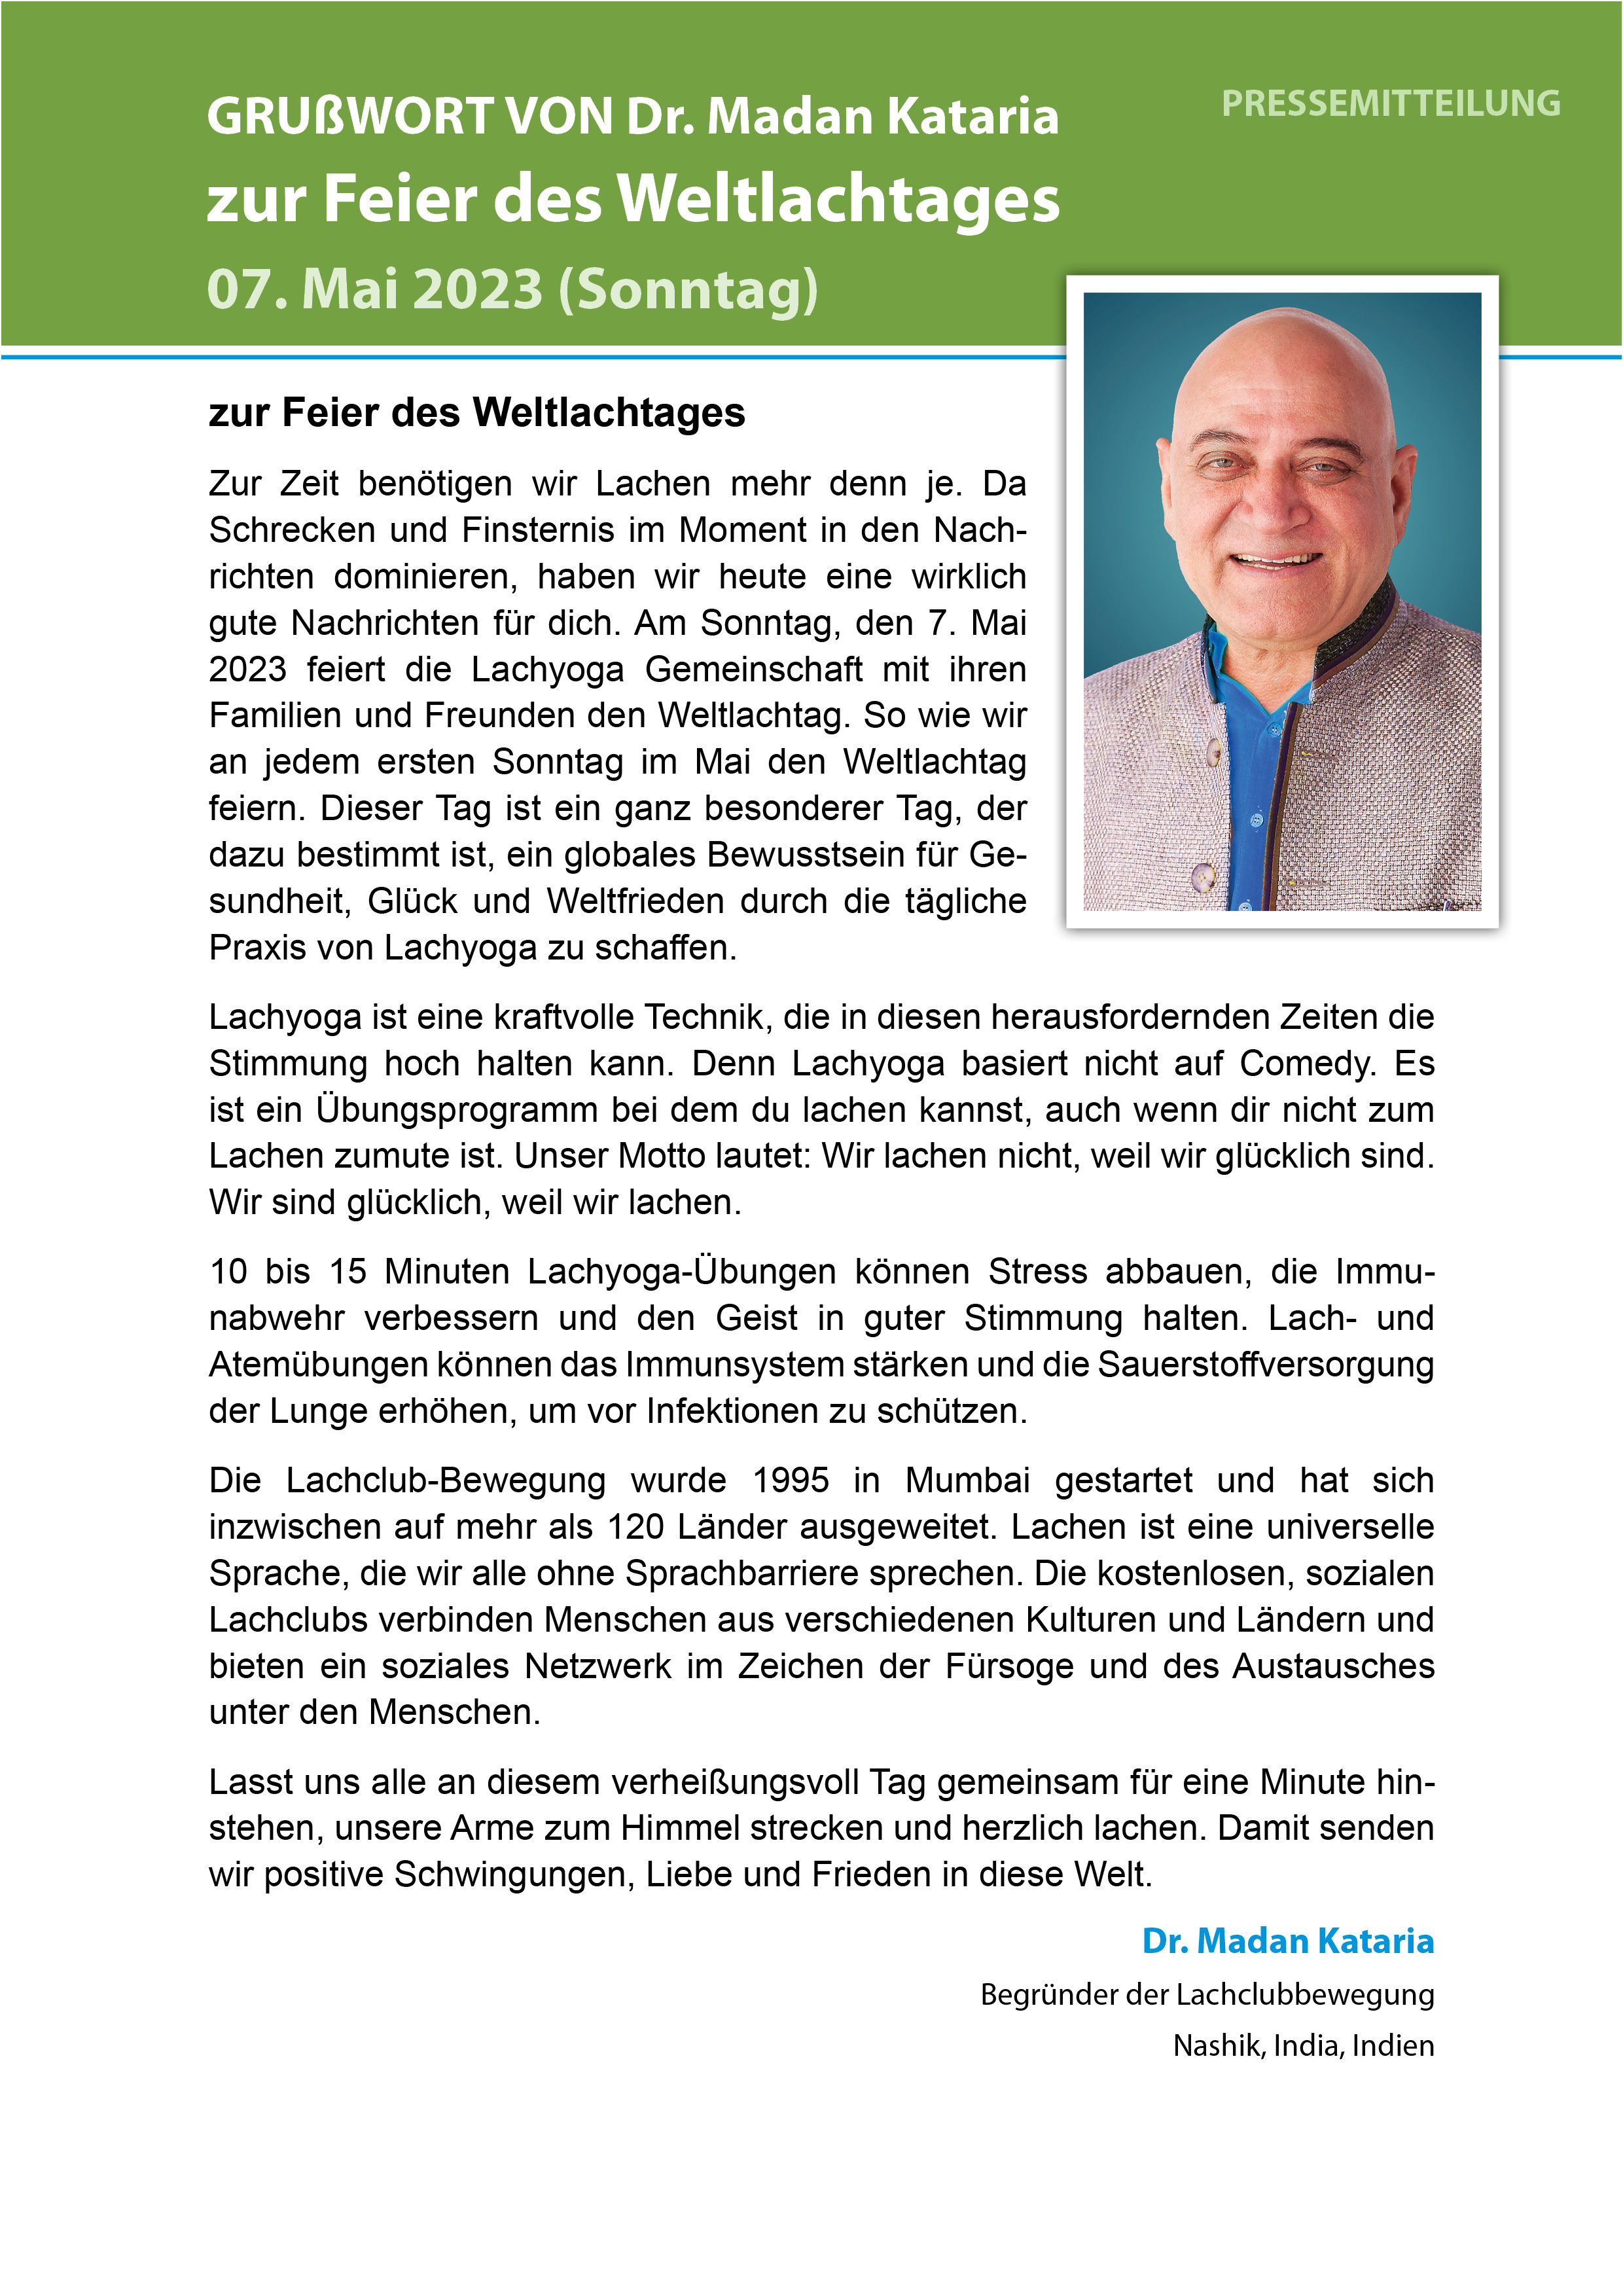 GRUßWORT VON Dr. Madan Kataria
PRESSEMITTEILUNG
zur Feier des Weltlachtages
07. Mai 2023 (Sonntag)
zur Feier des Weltlachtages
Zur Zeit benötigen wir Lachen mehr denn je. Da
Schrecken und Finsternis im Moment in den Nach-
richten dominieren, haben wir heute eine wirklich
gute Nachrichten für dich. Am Sonntag, den 7. Mai
2023 feiert die Lachyoga Gemeinschaft mit ihren
Familien und Freunden den Weltlachtag. So wie wir
an jedem ersten Sonntag im Mai den Weltlachtag
feiern. Dieser Tag ist ein ganz besonderer Tag, der
dazu bestimmt ist, ein globales Bewusstsein für Ge-
sundheit, Glück und Weltfrieden durch die tägliche
Praxis von Lachyoga zu schaffen.
Lachyoga ist eine kraftvolle Technik, die in diesen herausfordernden Zeiten die
Stimmung hoch halten kann. Denn Lachyoga basiert nicht auf Comedy. Es
ist ein Übungsprogramm bei dem du lachen kannst, auch wenn dir nicht zum
Lachen zumute ist. Unser Motto lautet: Wir lachen nicht, weil wir glücklich sind.
Wir sind glücklich, weil wir lachen.
10 bis 15 Minuten Lachyoga-Übungen können Stress abbauen, die Immu-
nabwehr verbessern und den Geist in guter Stimmung halten. Lach- und
Atemübungen können das Immunsystem stärken und die Sauerstoffversorgung
der Lunge erhöhen, um vor Infektionen zu schützen.
Die Lachclub-Bewegung wurde 1995 in Mumbai gestartet und hat sich
inzwischen auf mehr als 120 Länder ausgeweitet. Lachen ist eine universelle
Sprache, die wir alle ohne Sprachbarriere sprechen. Die kostenlosen, sozialen
Lachclubs verbinden Menschen aus verschiedenen Kulturen und Ländern und
bieten ein soziales Netzwerk im Zeichen der Fürsoge und des Austausches
unter den Menschen.
Lasst uns alle an diesem verheißungsvoll Tag gemeinsam für eine Minute hin-
stehen, unsere Arme zum Himmel strecken und herzlich lachen. Damit senden
wir positive Schwingungen, Liebe und Frieden in diese Welt.
Dr. Madan Kataria
Begründer der Lachclubbewegung
Nashik, India, Indien